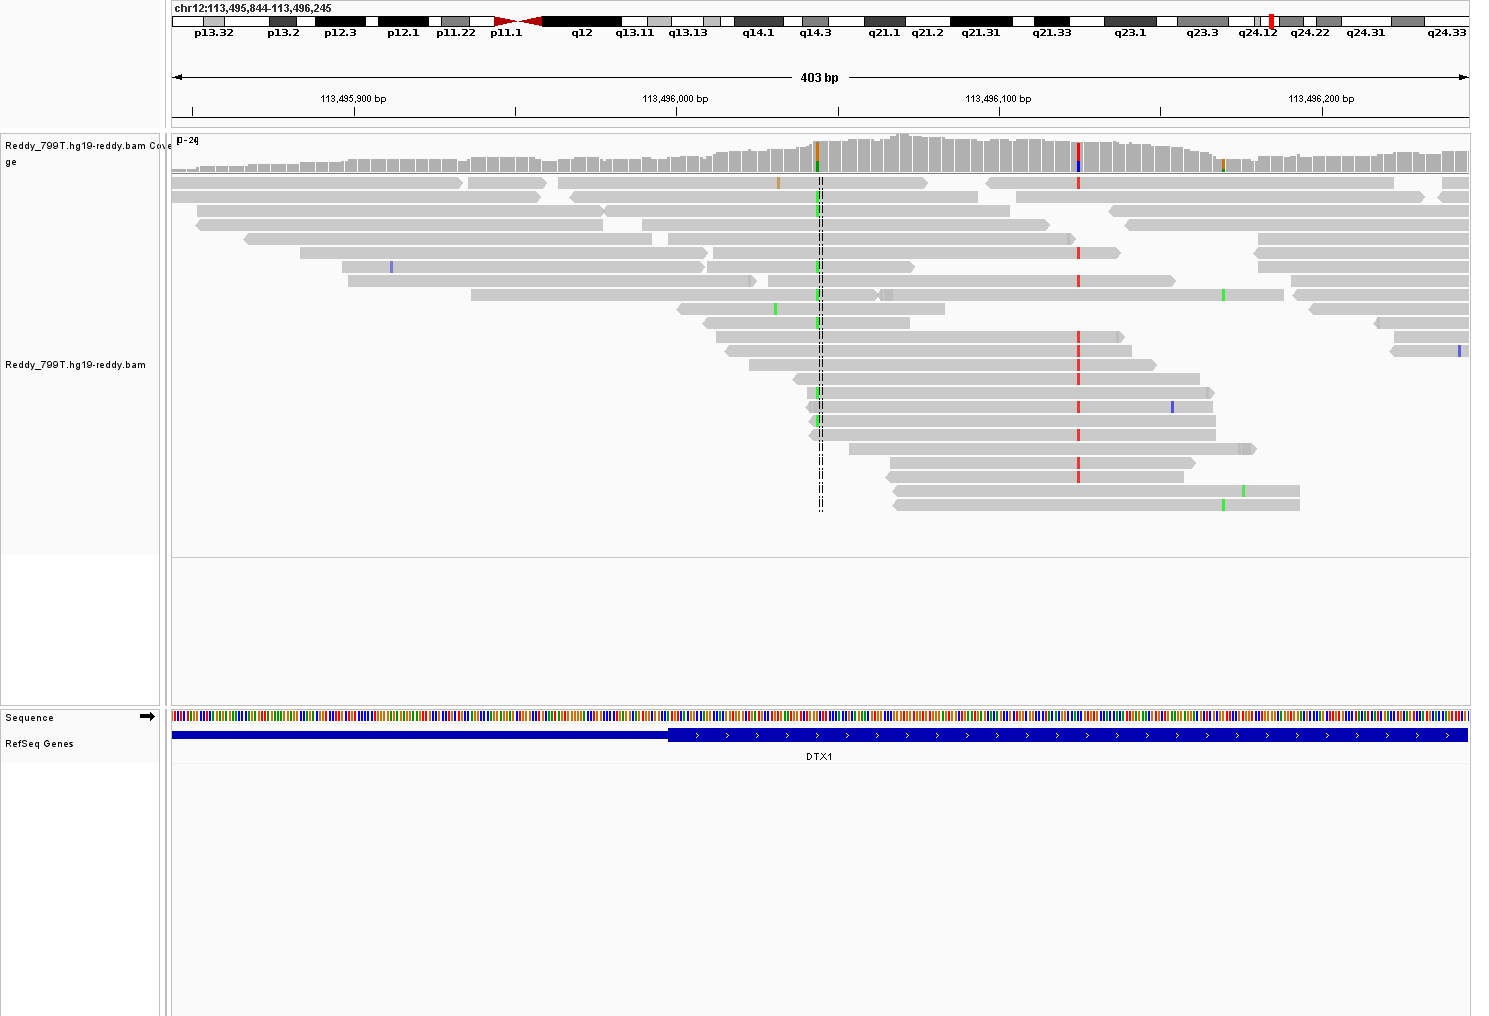 chr12:113,495,844-113,496,245
p13.32 p13.2 p12.3 p12.1 p11.22 p11.1 q12 q13.11 q13.13 q14.1 q14.3 q21.1 q21.2 q21.31 q21.33 q23.1 q23.3 q24.12 q24.22 q24.31 q24.33
403 bp
113,495,900 bp 113,496,000 bp 113,496,100 bp 113,496,200 bp
Reddy_799T.hg19-reddy.bam Cove
ge
[0-24]
Reddy_799T.hg19-reddy.bam
Sequence
RefSeq Genes
DTX1